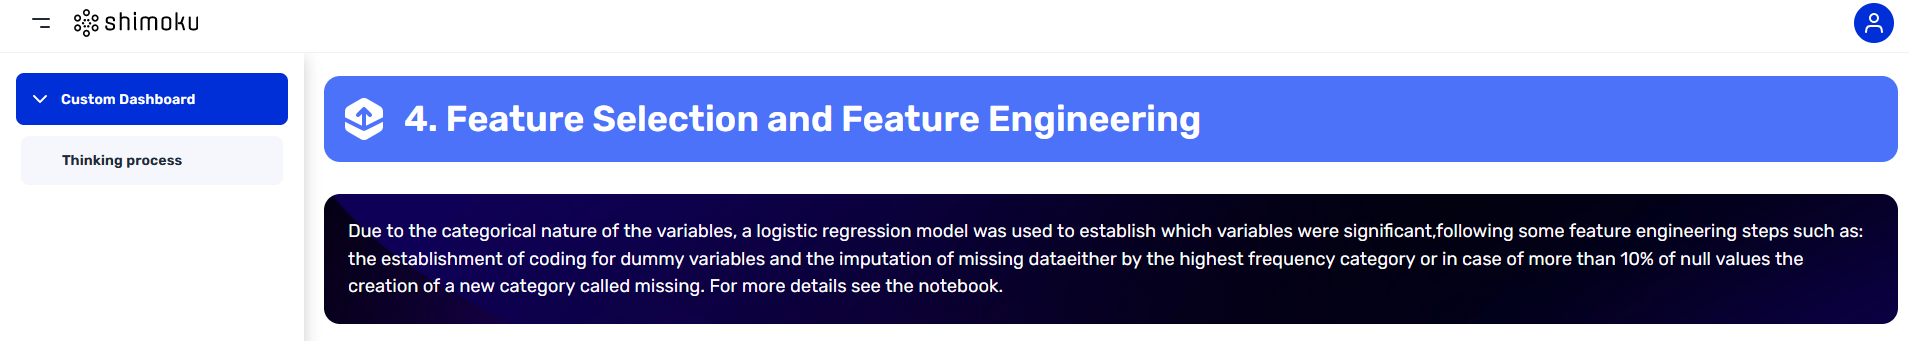 shimoku
Custom Dashboard
Thinking process
4. Feature Selection and Feature Engineering
Due to the categorical nature of the variables, a logistic regression model was used to establish which variables were significant,following some feature engineering steps such as:
the establishment of coding for dummy variables and the imputation of missing dataeither by the highest frequency category or in case of more than 10% of null values the
creation of a new category called missing. For more details see the notebook.